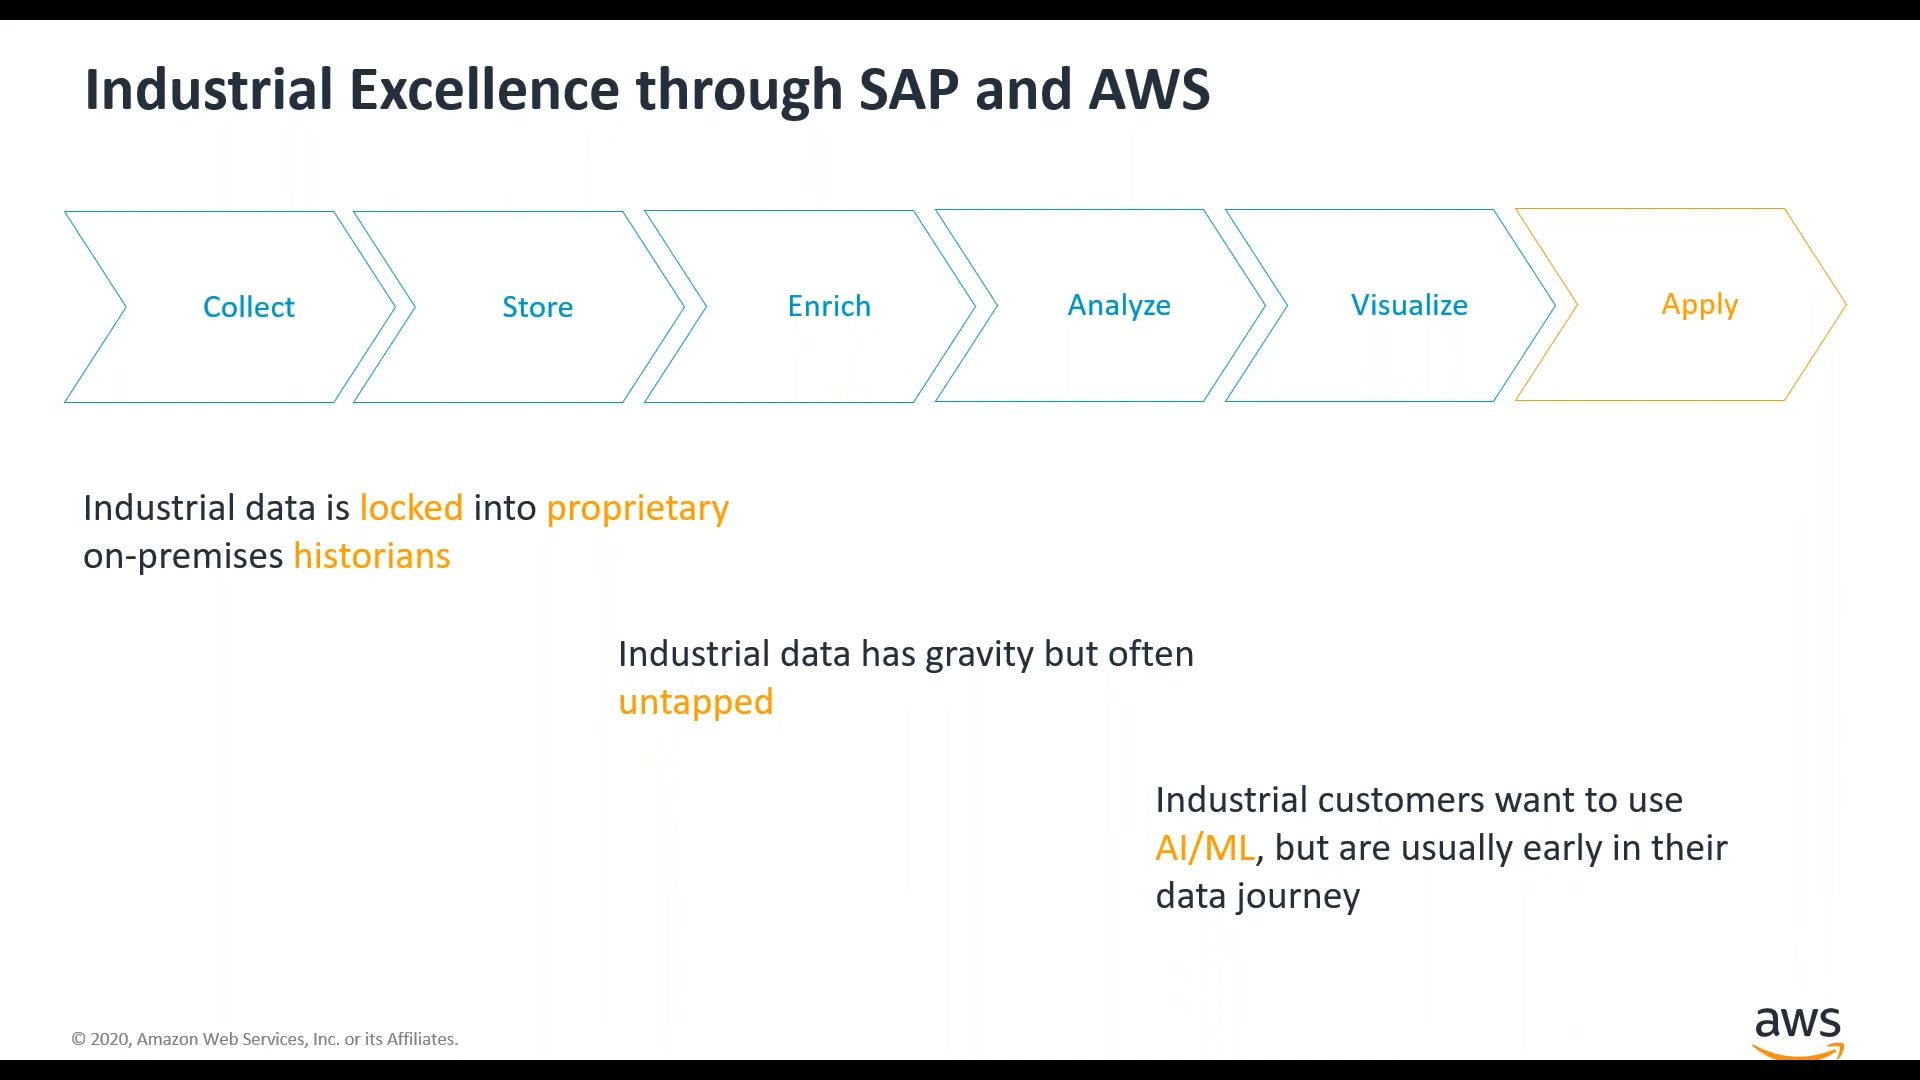 Industrial Excellence through SAP and AWS
Collect
Store
Enrich
Analyze
Visualize
Apply
Industrial data is locked into proprietary
on-premises historians
Industrial data has gravity but often
untapped
Industrial customers want to use
AI/ML, but are usually early in their
data journey
© 2020, Amazon Web Services, Inc. or its Affiliates.
aws